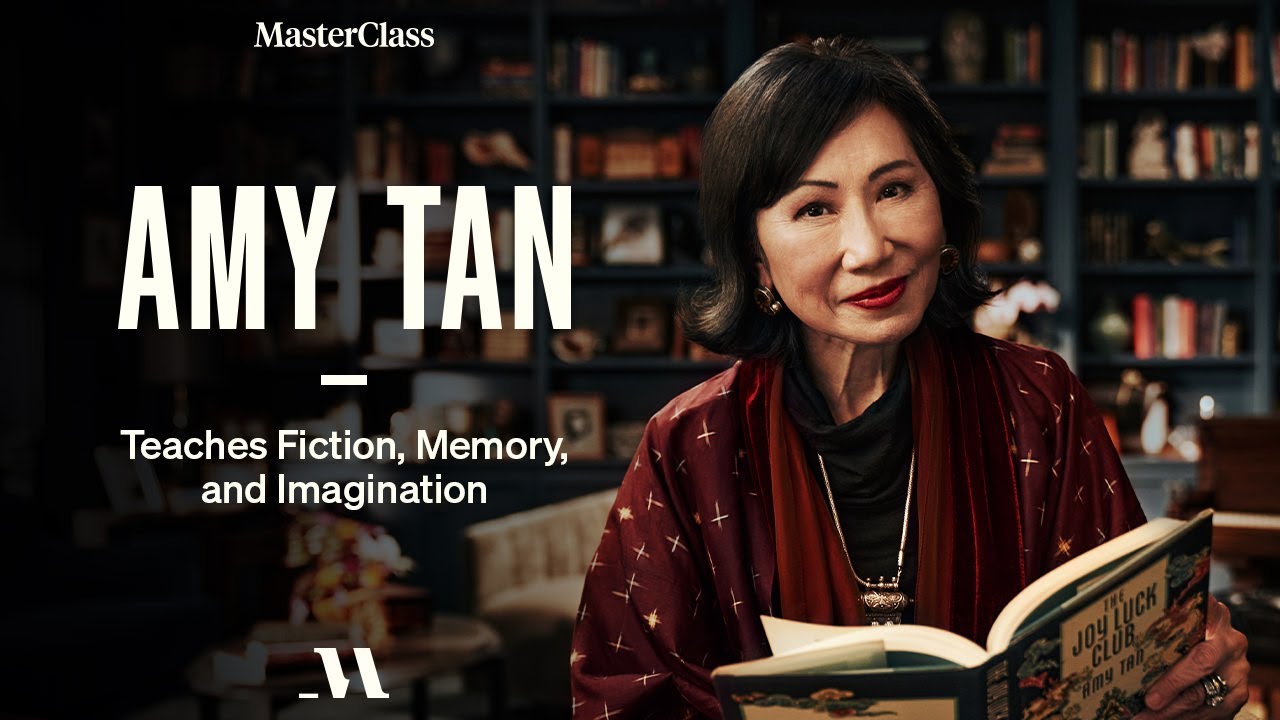 MasterClass
AMY TAN
Teaches Fiction, Memory,
and Imagination
THE
JOY LUCK
CLUB
AMY TAN